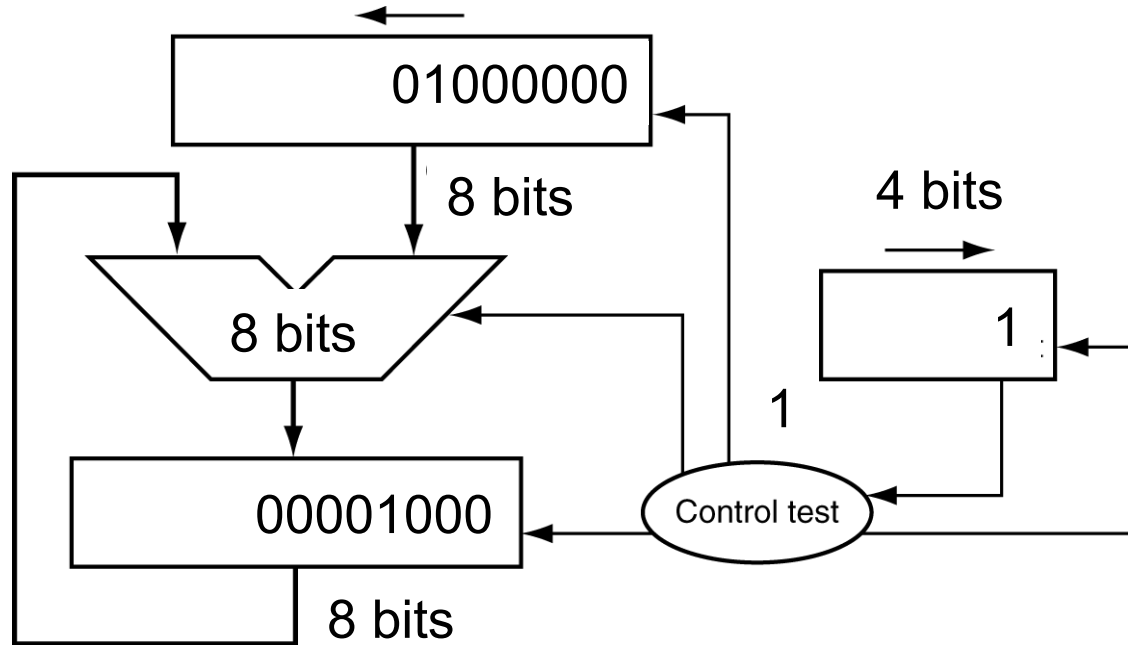 01000000
8 bits
4 bits
8 bits
1
1
Control test
00001000
8 bits